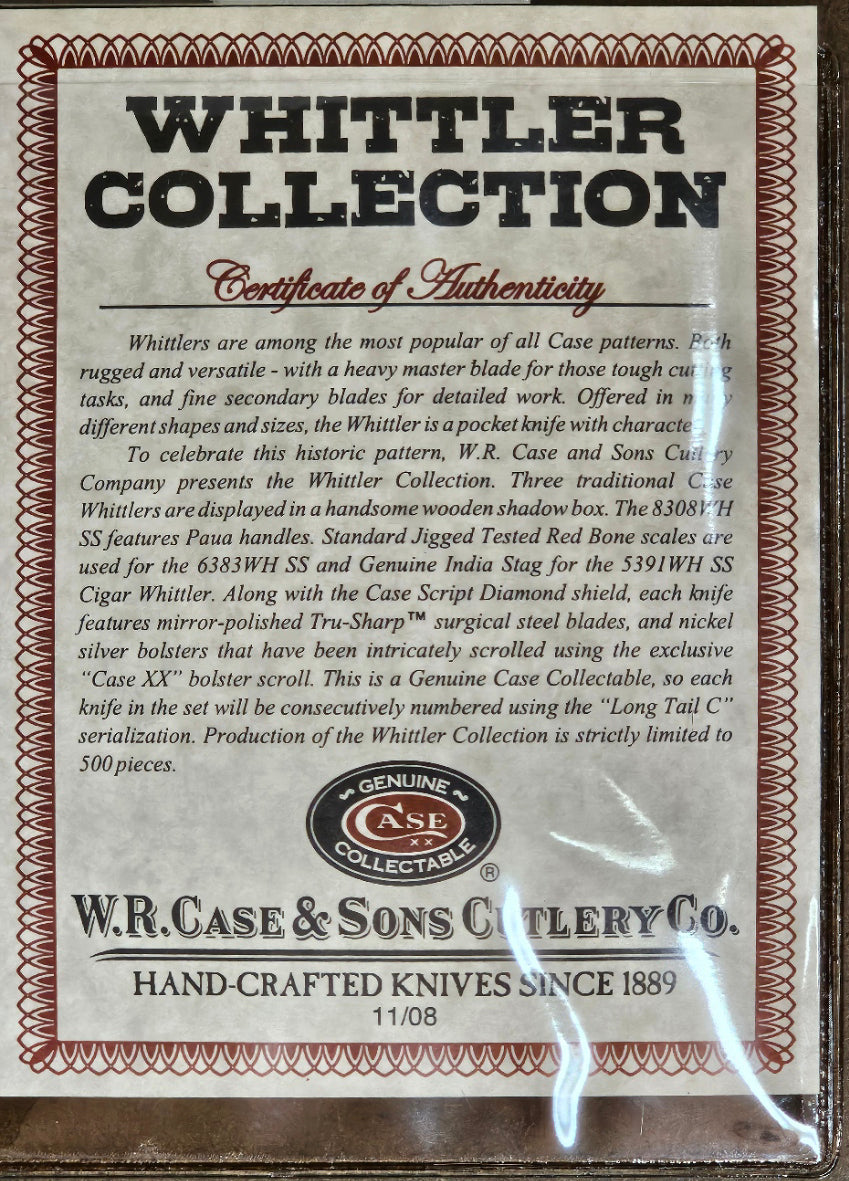 WHITTLER
COLLECTION
Certificate of Authenticity
Whittlers are among the most popular of all Case patterns. Both
rugged and versatile - with a heavy master blade for those tough cutting
tasks, and fine secondary blades for detailed work. Offered in many
different shapes and sizes, the Whittler is a pocket knife with character.
To celebrate this historic pattern, W.R. Case and Sons Cutlery
Company presents the Whittler Collection. Three traditional Case
Whittlers are displayed in a handsome wooden shadow box. The 8308WH
SS features Paua handles. Standard Jigged Tested Red Bone scales are
used for the 6383WH SS and Genuine India Stag for the 5391WH SS
Cigar Whittler. Along with the Case Script Diamond shield, each knife
features mirror-polished Tru-Sharp™ surgical steel blades, and nickel
silver bolsters that have been intricately scrolled using the exclusive
"Case XX" bolster scroll. This is a Genuine Case Collectable, so each
knife in the set will be consecutively numbered using the "Long Tail C"
serialization. Production of the Whittler Collection is strictly limited to
500 pieces.
~ GENUINE ~
CASE
XX
COLLECTABLE
®
W.R. CASE & SONS CUTLERY CO.
HAND-CRAFTED KNIVES SINCE 1889
11/08